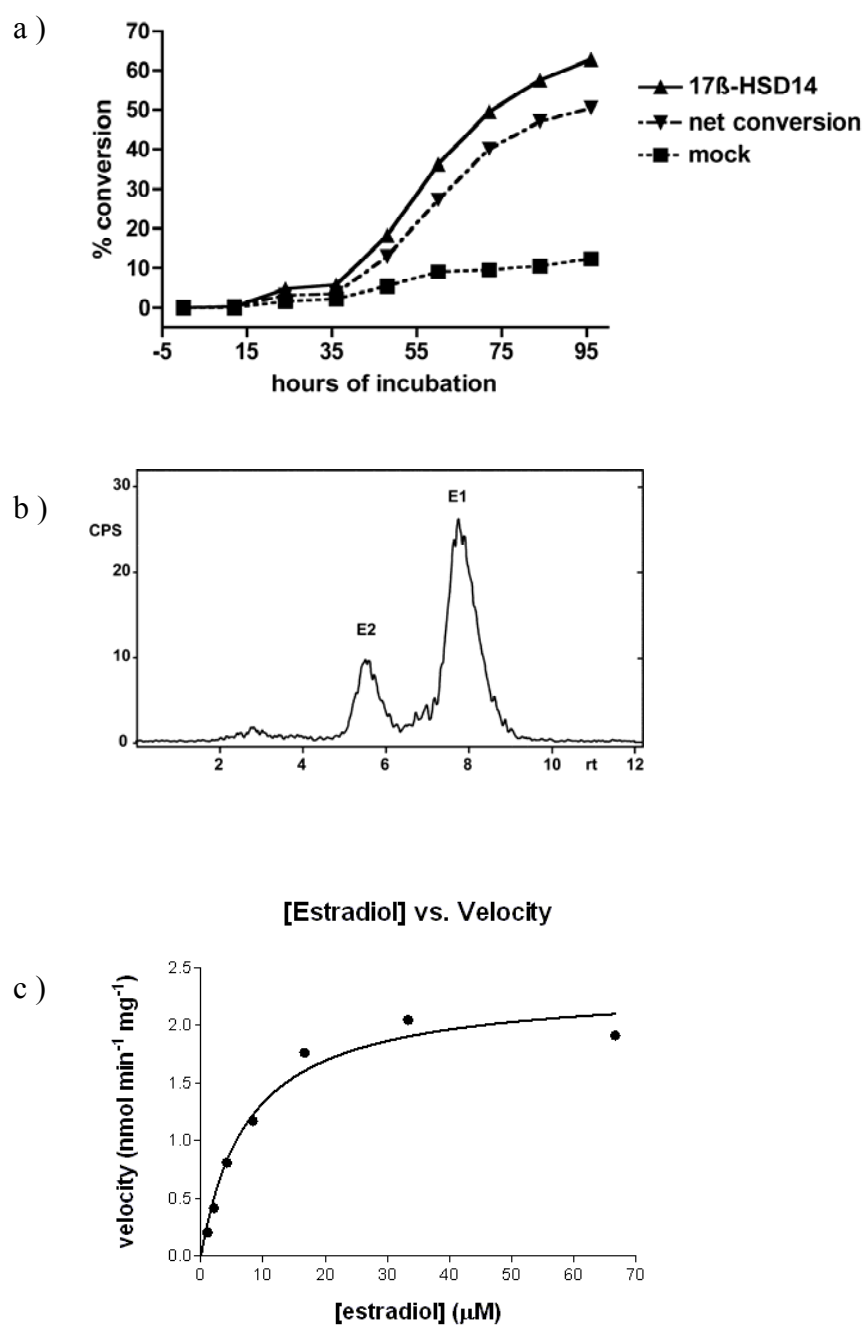 a )
70
60
50
40
30
20
10
0
% conversion
-5 15 35 55 75 95
hours of incubation
17ß-HSD14
net conversion
mock
b )
30
CPS
20
10
0
E2
E1
2 4 6 8 10 rt 12
[Estradiol] vs. Velocity
c )
2.5
2.0
1.5
1.0
0.5
0.0
velocity (nmol min⁻¹ mg⁻¹)
0 10 20 30 40 50 60 70
[estradiol] (μM)